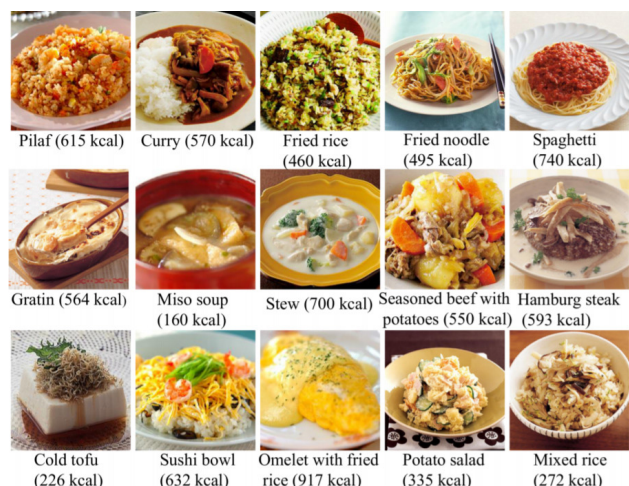 Pilaf (615 kcal)
Curry (570 kcal)
Fried rice
(460 kcal)
Fried noodle
(495 kcal)
Spaghetti
(740 kcal)
Gratin (564 kcal)
Miso soup
(160 kcal)
Stew (700 kcal)
Seasoned beef with
potatoes (550 kcal)
Hamburg steak
(593 kcal)
Cold tofu
(226 kcal)
Sushi bowl
(632 kcal)
Omelet with fried
rice (917 kcal)
Potato salad
(335 kcal)
Mixed rice
(272 kcal)